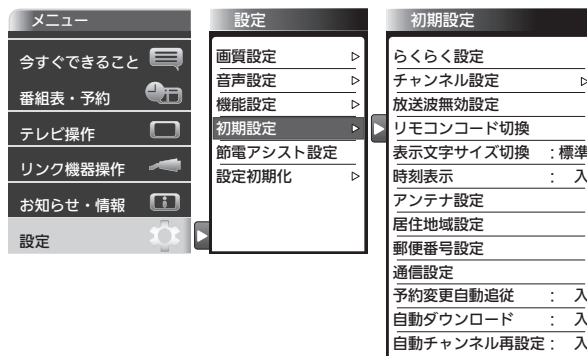 メニュー
今すぐできること
番組表・予約
テレビ操作
リンク機器操作
お知らせ・情報
設定
設定
画質設定
音声設定
機能設定
初期設定
節電アシスト設定
設定初期化
初期設定
らくらく設定
チャンネル設定
放送波無効設定
リモコンコード切換
表示文字サイズ切換 : 標準
時刻表示 : 入
アンテナ設定
居住地域設定
郵便番号設定
通信設定
予約変更自動追従 : 入
自動ダウンロード : 入
自動チャンネル再設定 : 入